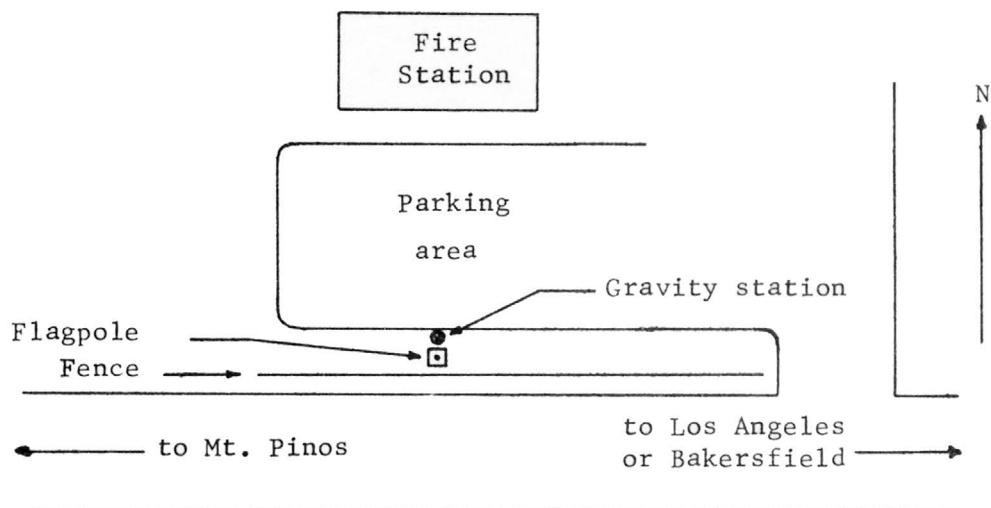 Fire
Station
N
Parking
area
Gravity station
Flagpole
Fence
to Mt. Pinos
to Los Angeles
or Bakersfield